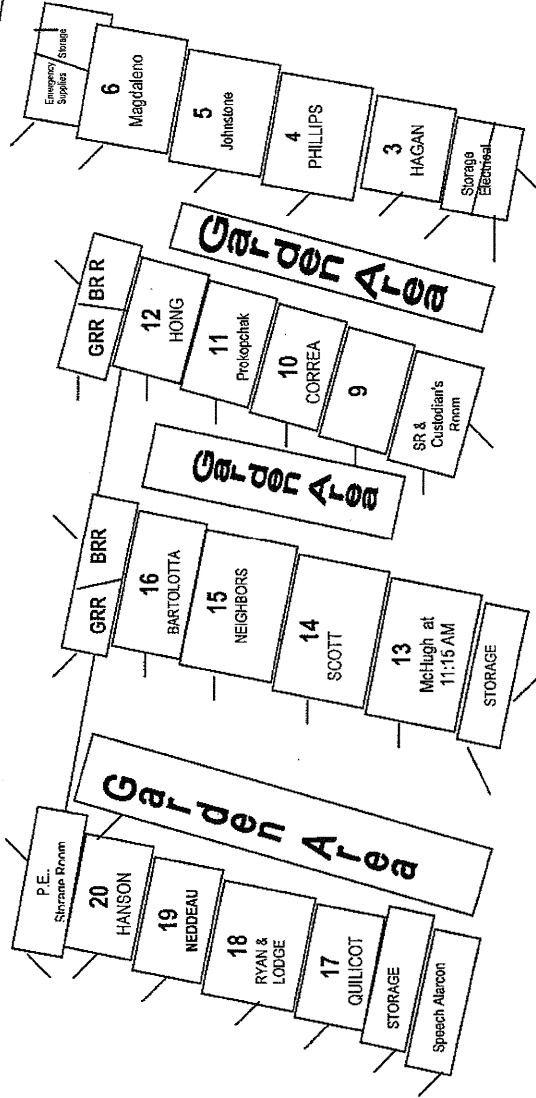 Emergency
Supplies
Storage
6
Magdaleno
5
Johnstone
4
PHILLIPS
3
HAGAN
Storage
Electrical
Garden Area
GRR
BR R
12
HONG
11
Prokopchak
10
CORREA
9
SR &
Custodian's
Room
Garden Area
GRR
BRR
16
BARTOLOTTA
15
NEIGHBORS
14
SCOTT
13
McHugh at
11:15 AM
STORAGE
Garden Area
P.E..
Storage Room
20
HANSON
19
NEDDEAU
18
RYAN &
LODGE
17
QUILICOT
STORAGE
Speech Alarcon